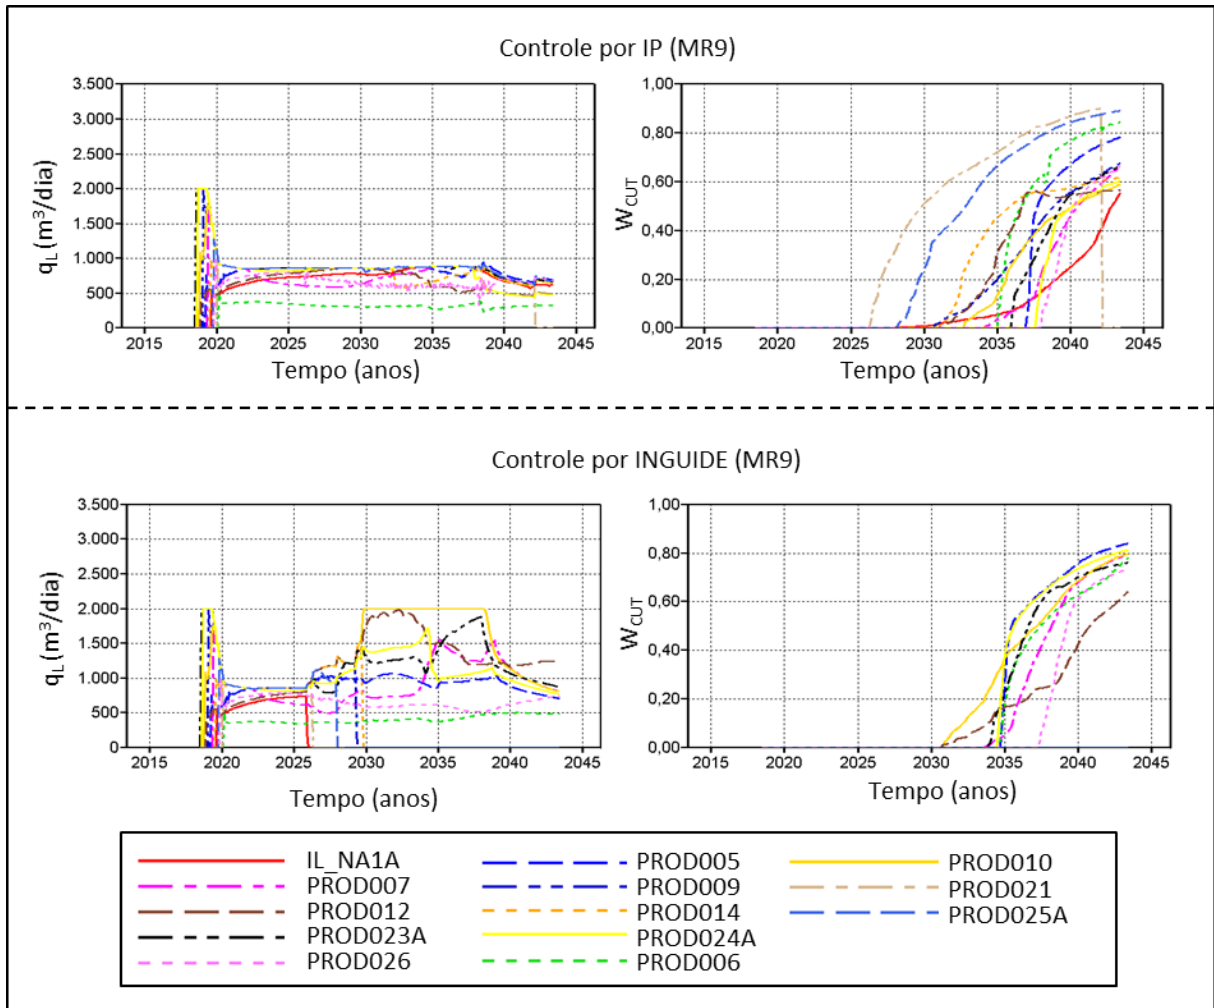 Controle por IP (MR9)
3.500
3.000
2.500
2.000
1.500
1.000
500
0
q_L (m³/dia)
2015 2020 2025 2030 2035 2040 2045
Tempo (anos)
1,00
0,80
0,60
0,40
0,20
0,00
W_CUT
2015 2020 2025 2030 2035 2040 2045
Tempo (anos)
Controle por INGUIDE (MR9)
3.500
3.000
2.500
2.000
1.500
1.000
500
0
q_L (m³/dia)
2015 2020 2025 2030 2035 2040 2045
Tempo (anos)
1,00
0,80
0,60
0,40
0,20
0,00
W_CUT
2015 2020 2025 2030 2035 2040 2045
Tempo (anos)
IL_NA1A
PROD007
PROD012
PROD023A
PROD026
PROD005
PROD009
PROD014
PROD024A
PROD006
PROD010
PROD021
PROD025A